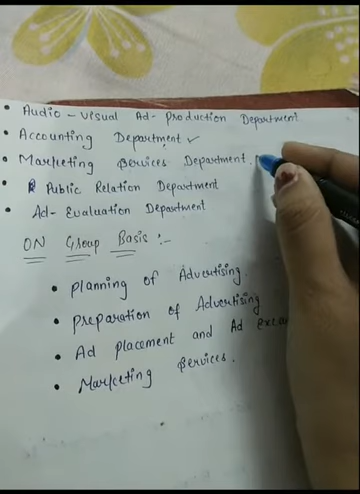 • Audio - visual Ad - Production Department
• Accounting Department ✓
• Marketing Services Department.
• Public Relation Department
• Ad - Evaluation Department
ON Group Basis :-
• Planning of Advertising.
• Preparation of Advertising
• Ad placement and Ad
• Marketing Services.